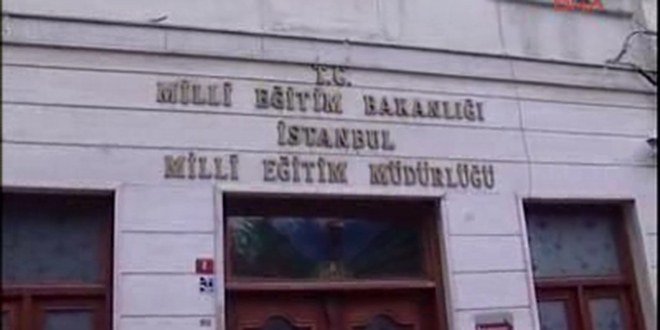 T.C.
MİLLİ EĞİTİM BAKANLIĞI
İSTANBUL
MİLLİ EĞİTİM MÜDÜRLÜĞÜ